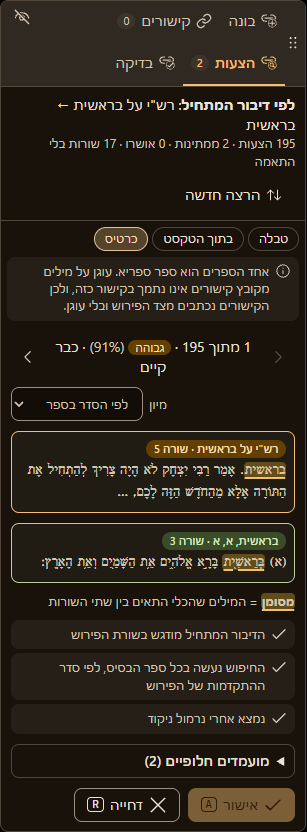 בונה
קישורים 0
הצעות 2
בדיקה
לפי דיבור המתחיל: רש"י על בראשית ←
בראשית
195 הצעות · 2 ממתינות · 0 אושרו · 17 שורות בלי
התאמה
הרצה חדשה
טבלה
בתוך הטקסט
כרטיס
אחד הספרים הוא ספר ספריא. עוגן על מילים
מקובץ קישורים אינו נתמך בקישור כזה, ולכן
הקישורים נכתבים מצד הפירוש ובלי עוגן.
1 מתוך 195 · גבוהה (91%) · כבר
קיים
מיון
לפי הסדר בספר
רש"י על בראשית · שורה 5
בראשית. אָמַר רַבִּי יִצְחָק לֹא הָיָה צָרִיךְ לְהַתְחִיל אֶת
הַתּוֹרָה אֶלָּא מֵהַחֹדֶשׁ הַזֶּה לָכֶם, ...
בראשית, א, א · שורה 3
(א) בְּרֵאשִׁ֖ית בָּרָ֣א אֱלֹהִ֑ים אֵ֥ת הַשָּׁמַ֖יִם וְאֵ֥ת הָאָֽרֶץ׃
מסומן = המילים שהכלי התאים בין שתי השורות
הדיבור המתחיל מודגש בשורת הפירוש
החיפוש נעשה בכל ספר הבסיס, לפי סדר
ההתקדמות של הפירוש
נמצא אחרי נרמול ניקוד
מועמדים חלופיים (2)
אישור A
דחייה R